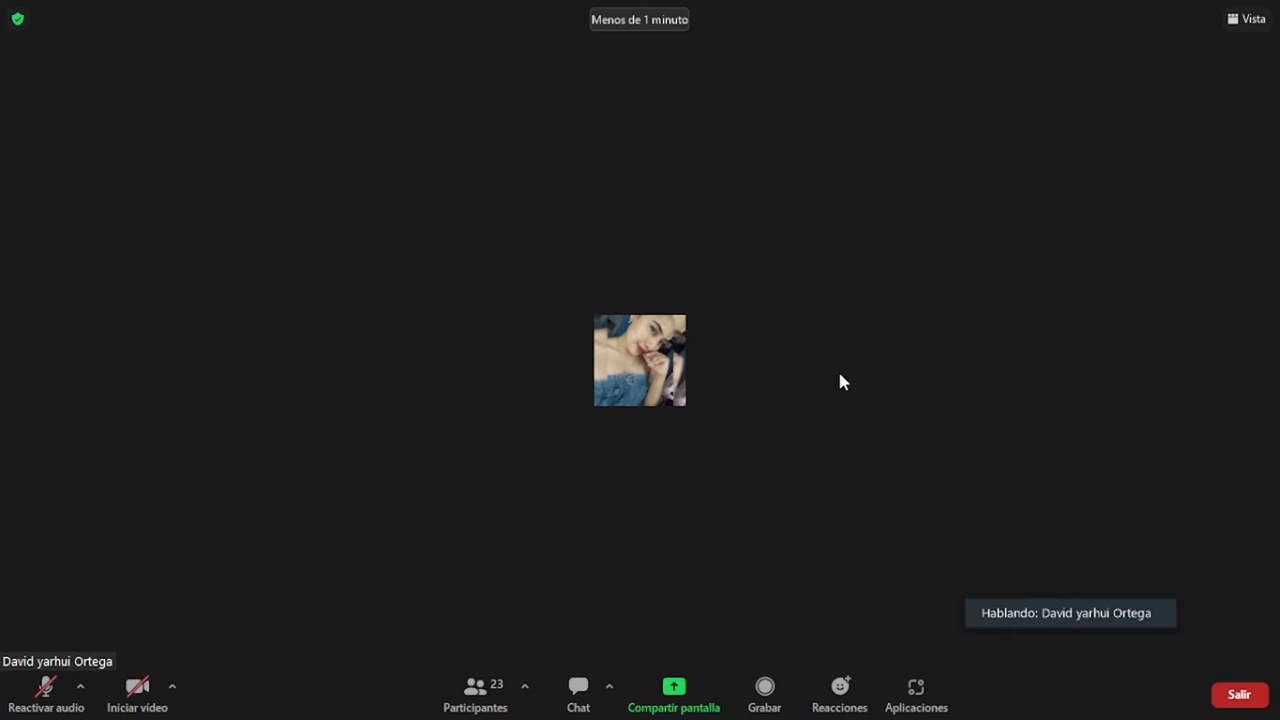 Menos de 1 minuto
Vista
Hablando: David yarhui Ortega
David yarhui Ortega
Reactivar audio
Iniciar vídeo
23
Participantes
Chat
Compartir pantalla
Grabar
Reacciones
Aplicaciones
Salir